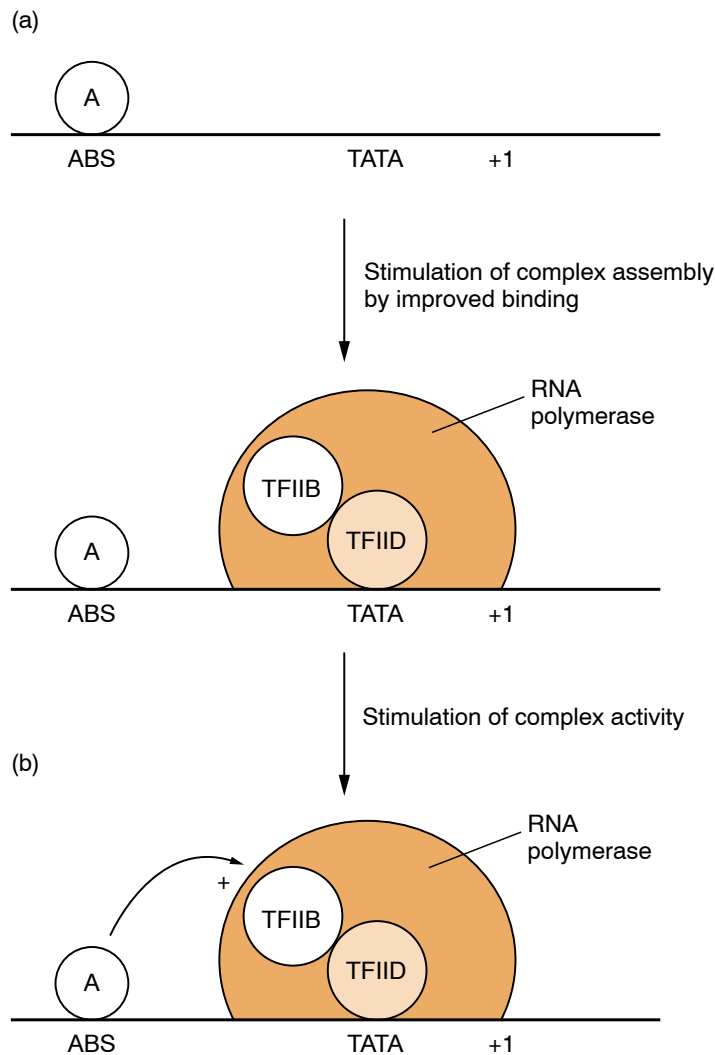 (a)
A
ABS TATA +1
Stimulation of complex assembly
by improved binding
RNA
polymerase
TFIIB
TFIID
A
ABS TATA +1
Stimulation of complex activity
(b)
RNA
polymerase
+
TFIIB
TFIID
A
ABS TATA +1